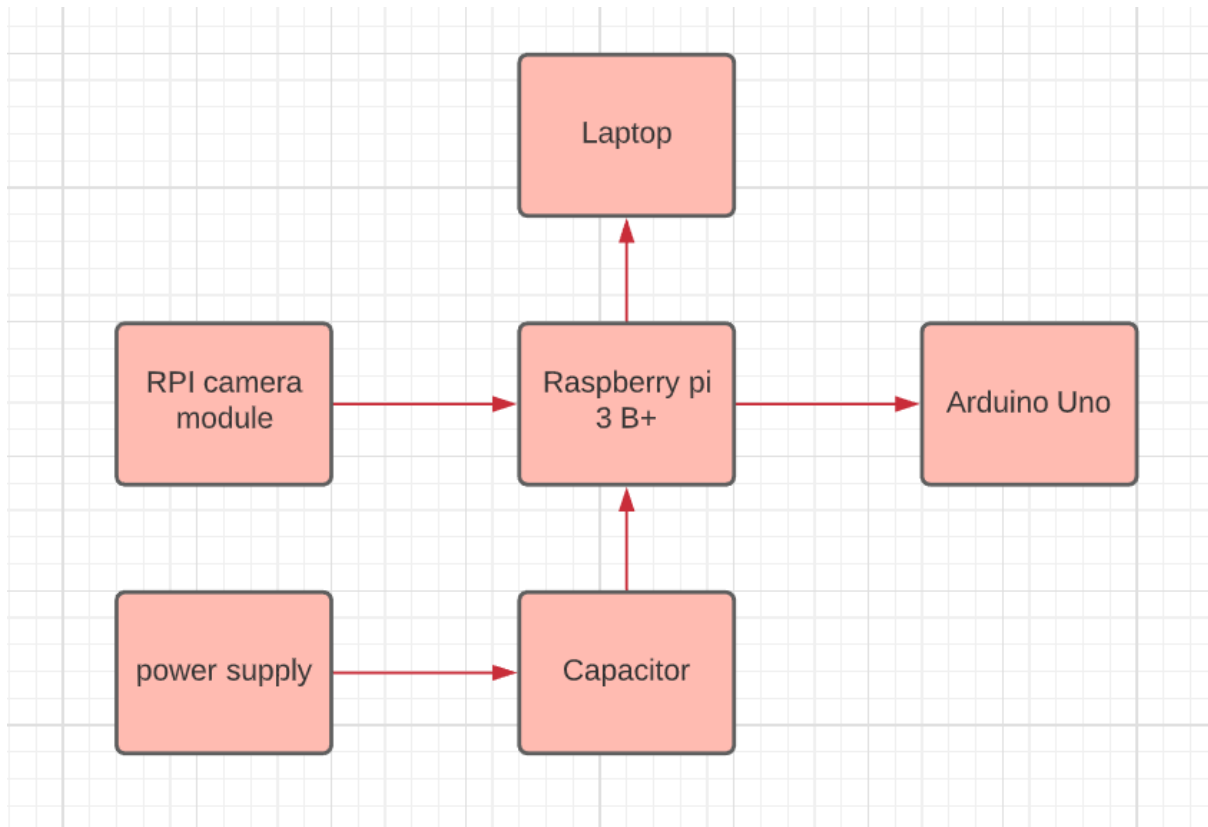 Laptop
RPI camera
module
Raspberry pi
3 B+
Arduino Uno
power supply
Capacitor